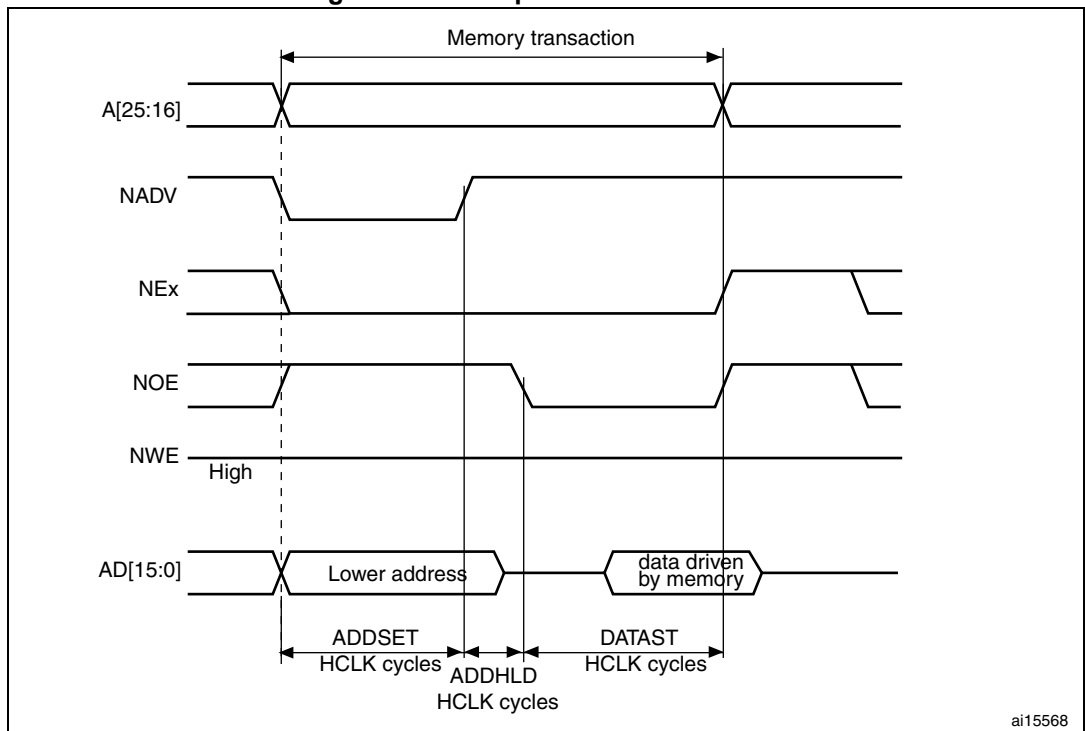 Memory transaction
A[25:16]
NADV
NEx
NOE
NWE
High
AD[15:0]
Lower address
data driven
by memory
ADDSET
HCLK cycles
ADDHLD
HCLK cycles
DATAST
HCLK cycles
ai15568